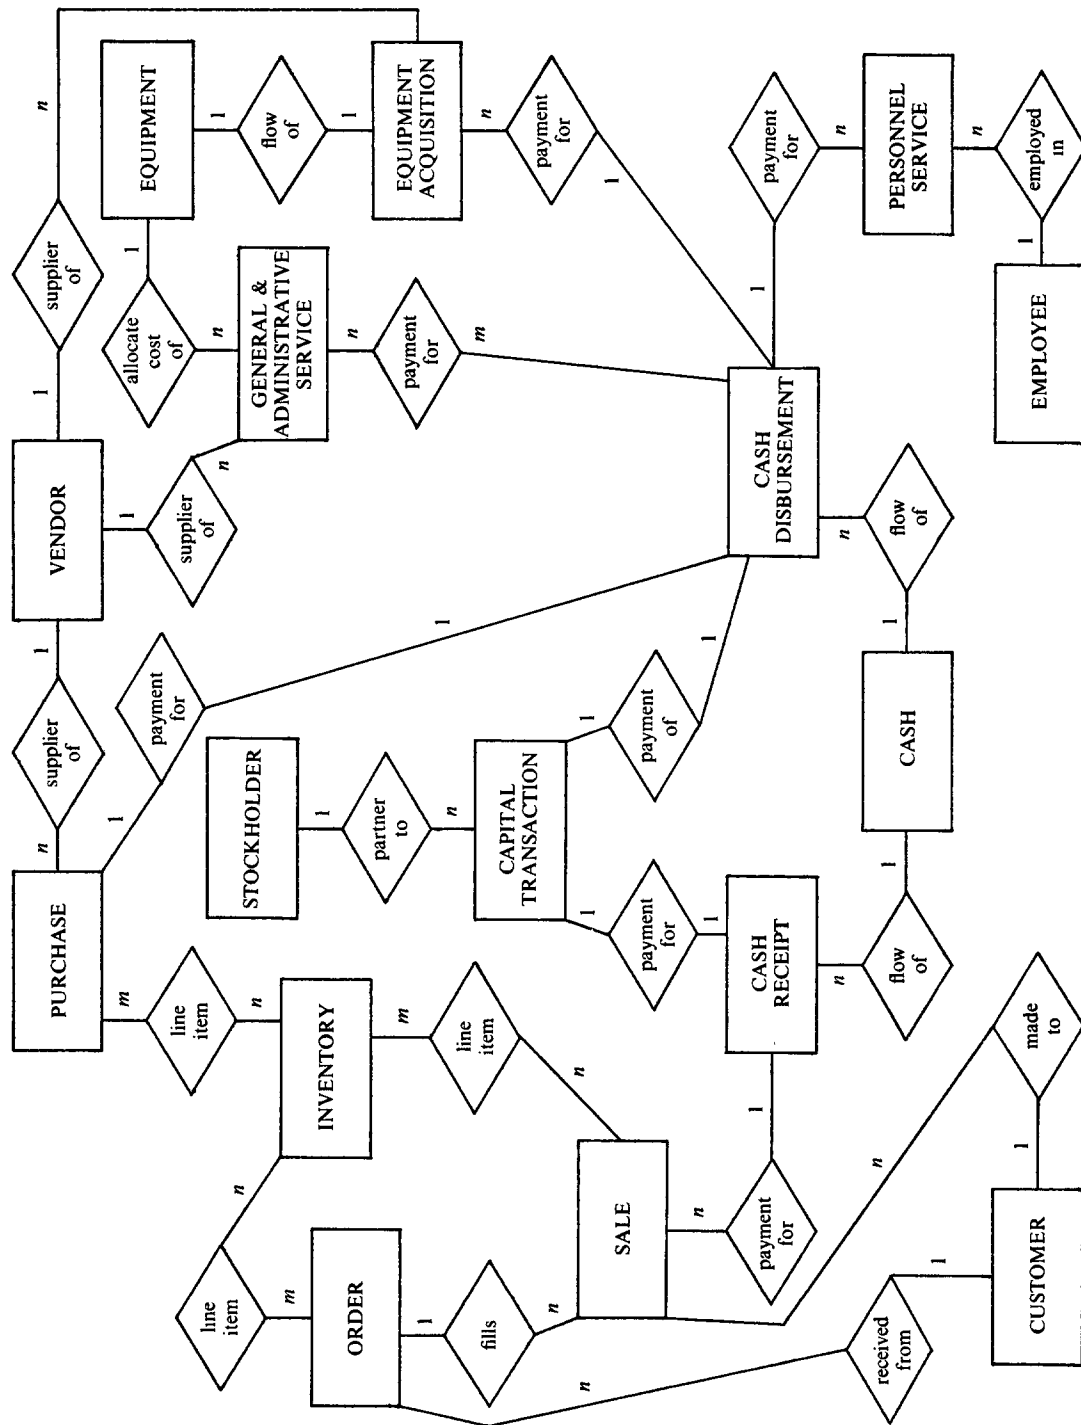 PURCHASE
n
supplier
of
1
VENDOR
1
supplier
of
n
m
1
payment
for
1
supplier
of
n
allocate
cost
of
1
EQUIPMENT
line
item
n
line
item
m
n
INVENTORY
m
line
item
n
STOCKHOLDER
1
partner
to
n
n
GENERAL &
ADMINISTRATIVE
SERVICE
n
payment
for
m
1
flow
of
1
EQUIPMENT
ACQUISITION
n
payment
for
1
ORDER
1
fills
n
SALE
n
payment
for
1
CAPITAL
TRANSACTION
1
payment
for
1
1
payment
of
1
1
CASH
RECEIPT
n
flow
of
1
CASH
1
flow
of
n
CASH
DISBURSEMENT
1
payment
for
n
PERSONNEL
SERVICE
n
employed
in
1
EMPLOYEE
n
received
from
1
CUSTOMER
1
made
to
n